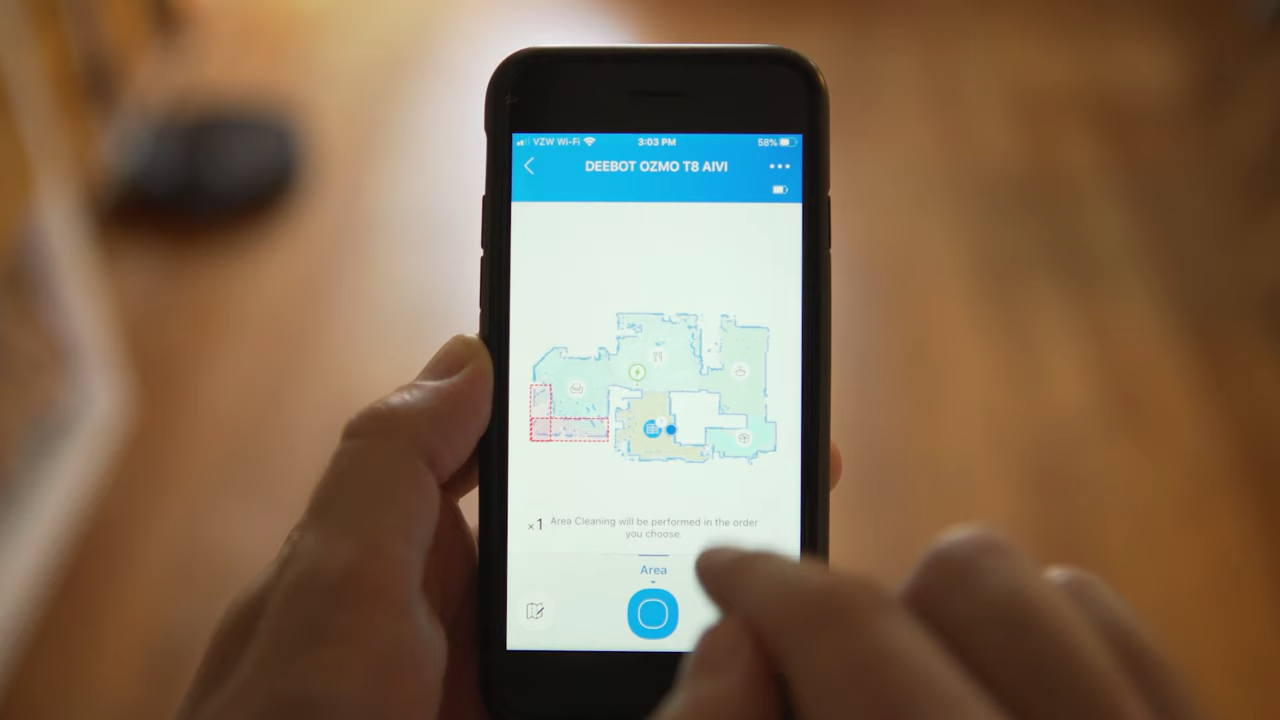 VZW Wi-Fi 3:03 PM 58%
DEEBOT OZMO T8 AIVI
×1 Area Cleaning will be performed in the order
you choose.
Area